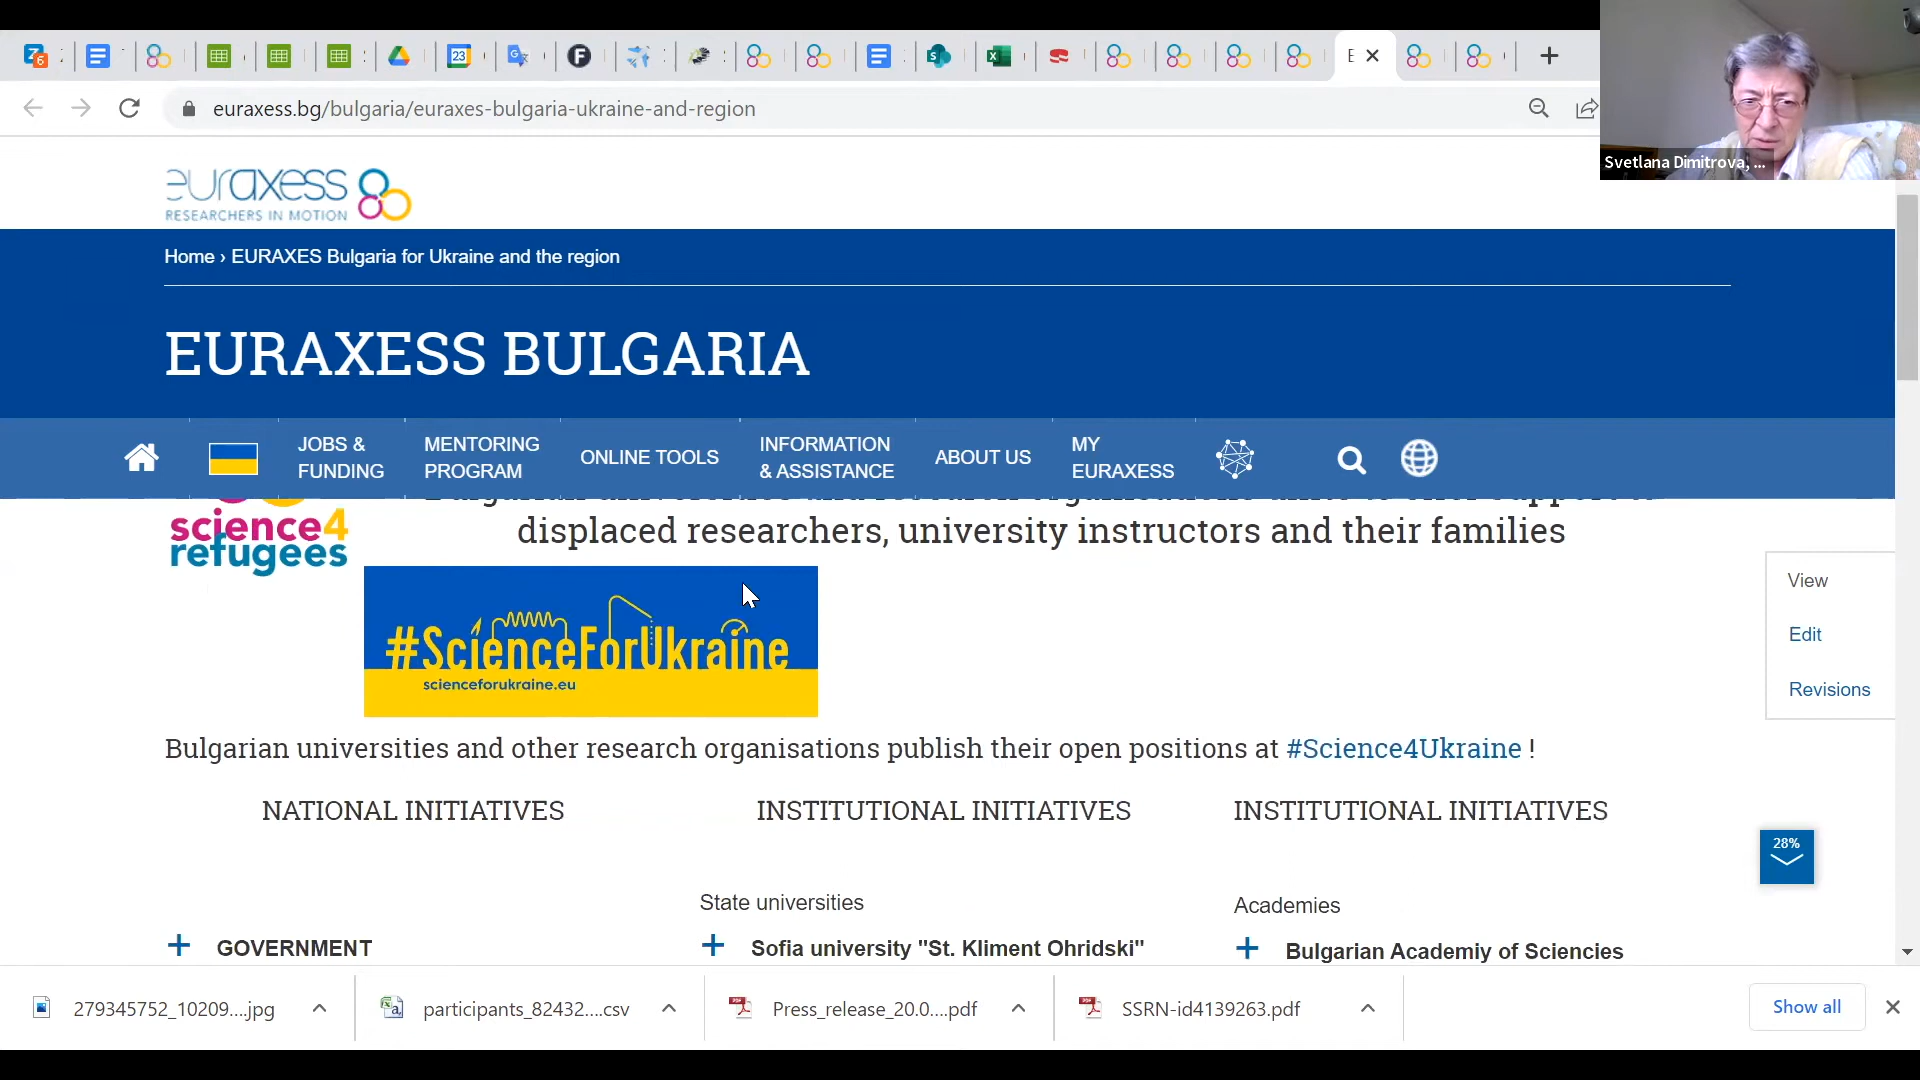 6
23
E
euraxess.bg/bulgaria/euraxes-bulgaria-ukraine-and-region
Svetlana Dimitrova, ...
euraxess
RESEARCHERS IN MOTION
Home › EURAXES Bulgaria for Ukraine and the region
EURAXESS BULGARIA
JOBS &
FUNDING
MENTORING
PROGRAM
ONLINE TOOLS
INFORMATION
& ASSISTANCE
ABOUT US
MY
EURAXESS
science4
refugees
displaced researchers, university instructors and their families
#ScienceForUkraine
scienceforukraine.eu
View
Edit
Revisions
Bulgarian universities and other research organisations publish their open positions at #Science4Ukraine !
NATIONAL INITIATIVES
INSTITUTIONAL INITIATIVES
INSTITUTIONAL INITIATIVES
28%
State universities
Academies
+ GOVERNMENT
+ Sofia university "St. Kliment Ohridski"
+ Bulgarian Academiy of Sciencies
279345752_10209....jpg
participants_82432....csv
Press_release_20.0....pdf
SSRN-id4139263.pdf
Show all